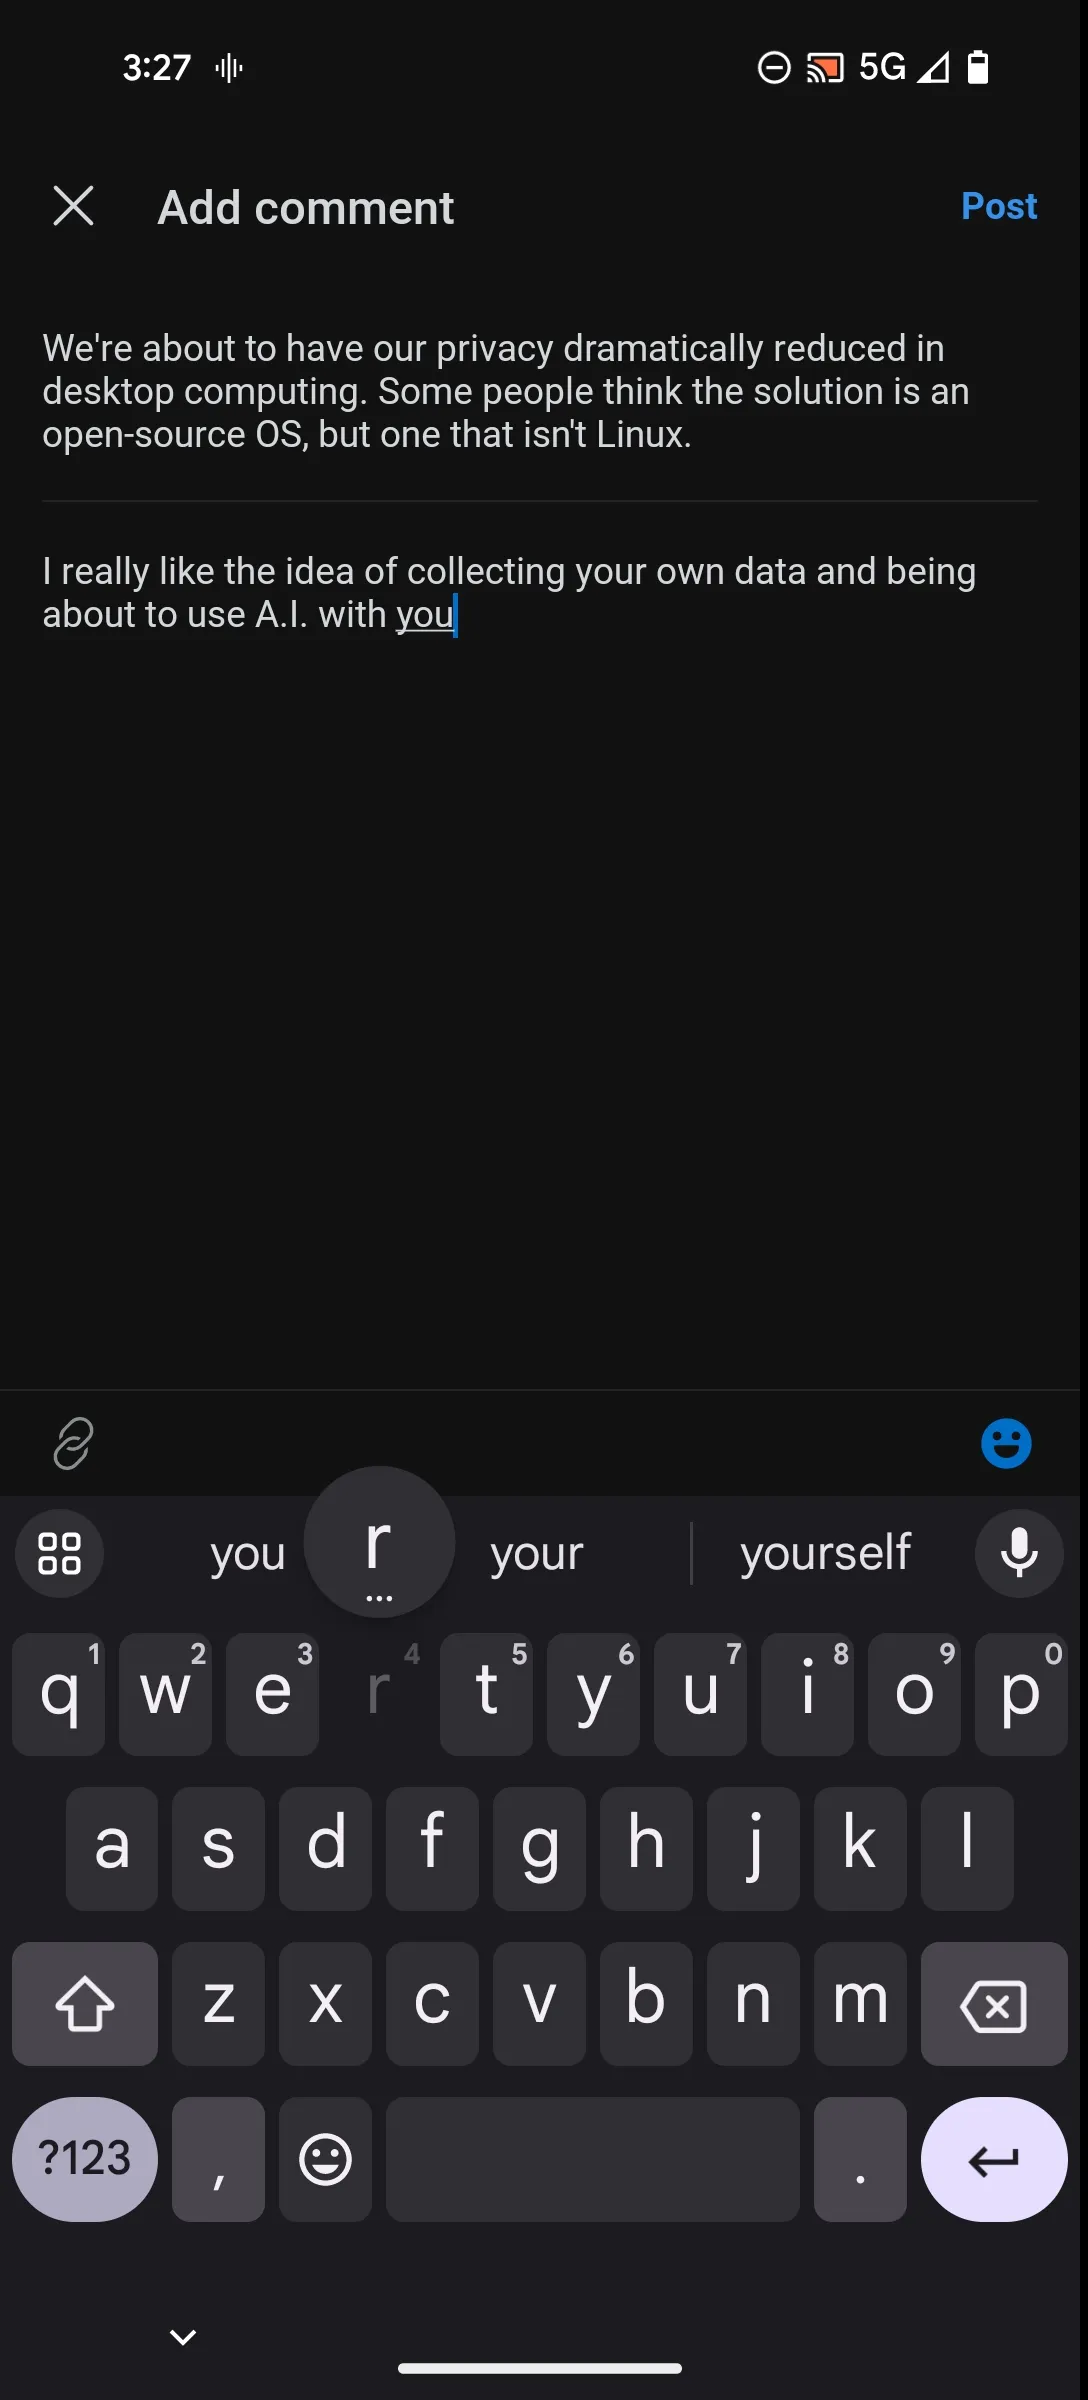 3:27 5G
Add comment Post
We're about to have our privacy dramatically reduced in
desktop computing. Some people think the solution is an
open-source OS, but one that isn't Linux.
I really like the idea of collecting your own data and being
about to use A.I. with you
you r your yourself
...
1 2 3 4 5 6 7 8 9 0
q w e r t y u i o p
a s d f g h j k l
z x c v b n m
?123 , .